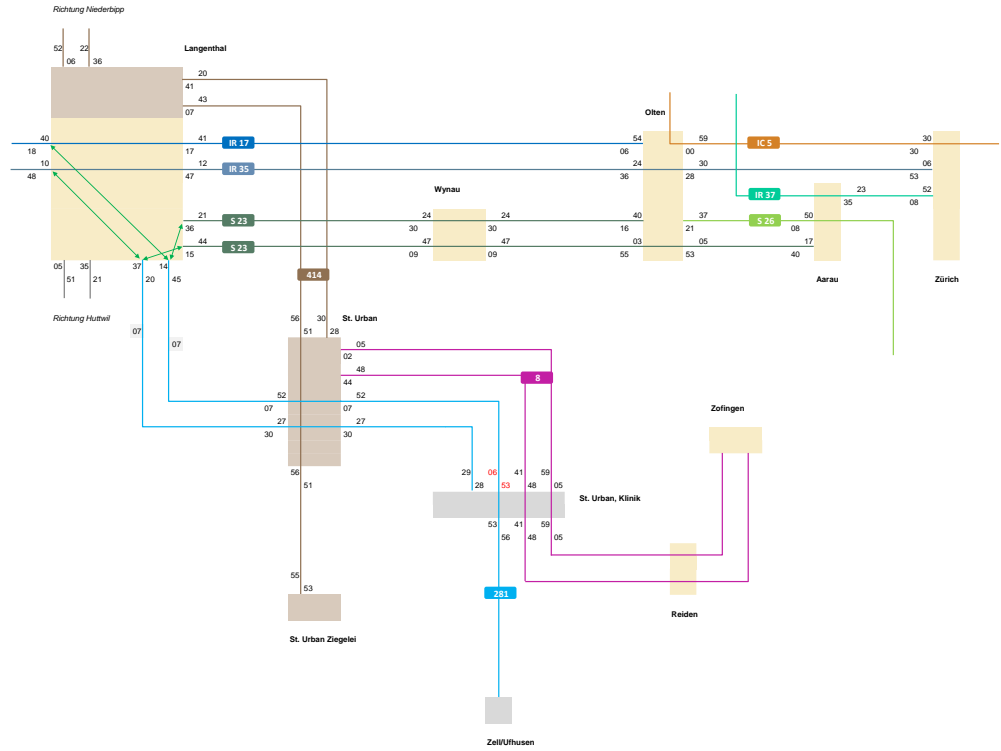 Richtung Niederbipp
52 22
06 36
Langenthal
20
41
43
07
Olten
40 41 IR 17 54 59 IC 5 30
18 17 06 00 30
10 12 IR 35 24 30 06
48 47 36 28 53
Wynau
IR 37 23 52
35 08
21 S 23 24 24 40 37 S 26 50
36 30 30 16 21 08
44 S 23 47 47 03 05 17
15 09 09 55 53 40
05 35 37 14
51 21 20 45
414
Aarau
Zürich
Richtung Huttwil
07
07
56 30 St. Urban
51 28
05
02
48
44
8
52 52
07 07
27 27
30 30
Zofingen
56
51
29 06 41 59
28 53 48 05
St. Urban, Klinik
53 41 59
56 48 05
55
53
281
Reiden
St. Urban Ziegelei
Zell/Ufhusen